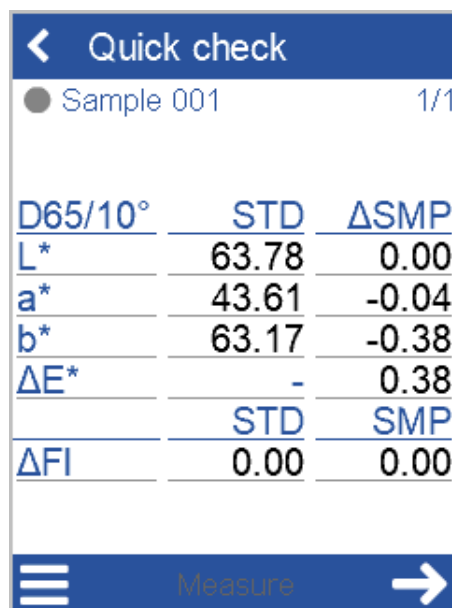 Quick check
Sample 001 1/1
D65/10° STD ΔSMP
L* 63.78 0.00
a* 43.61 -0.04
b* 63.17 -0.38
ΔE* - 0.38
STD SMP
ΔFl 0.00 0.00
Measure